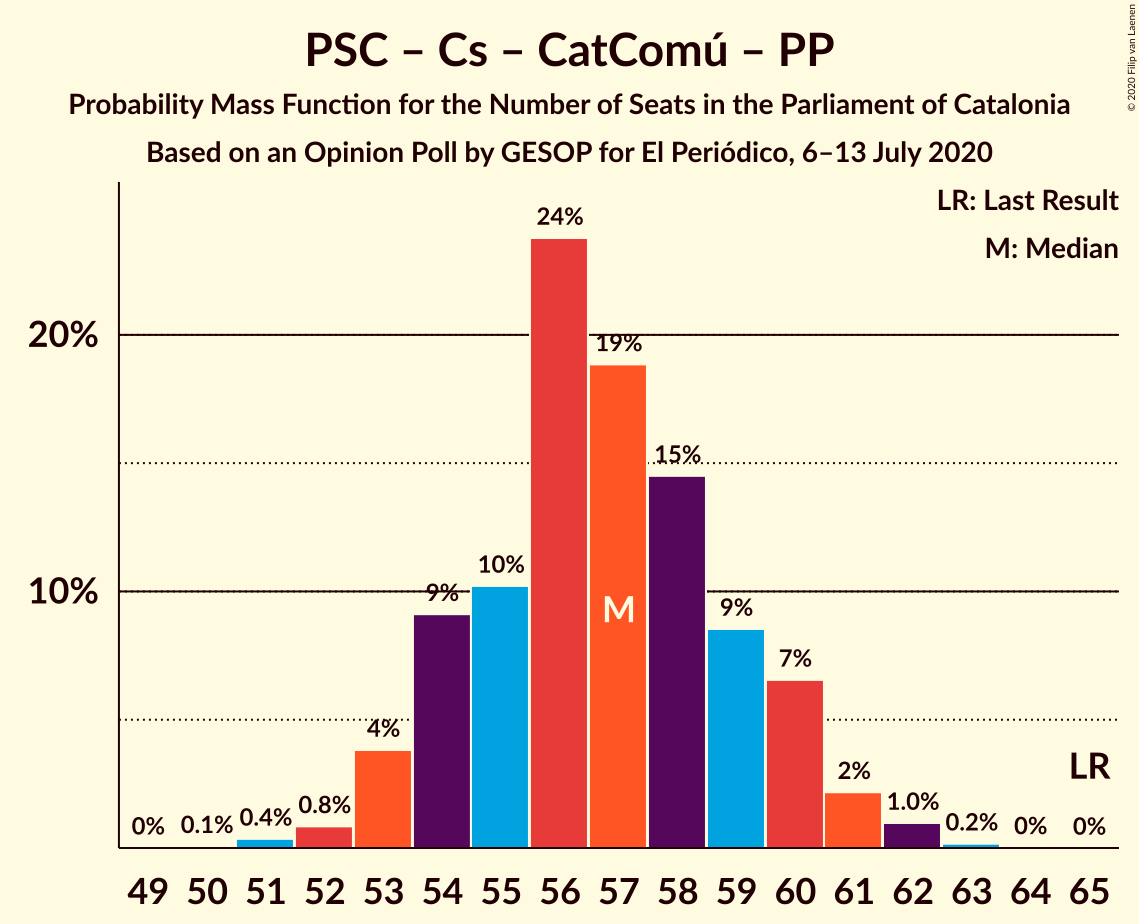 PSC – Cs – CatComú – PP
Probability Mass Function for the Number of Seats in the Parliament of Catalonia
Based on an Opinion Poll by GESOP for El Periódico, 6–13 July 2020
© 2020 Filip van Laenen
LR: Last Result
M: Median
20%
10%
0% 0.1% 0.4% 0.8% 4% 9% 10% 24% 19% 15% 9% 7% 2% 1.0% 0.2% 0% 0%
M
LR
49 50 51 52 53 54 55 56 57 58 59 60 61 62 63 64 65